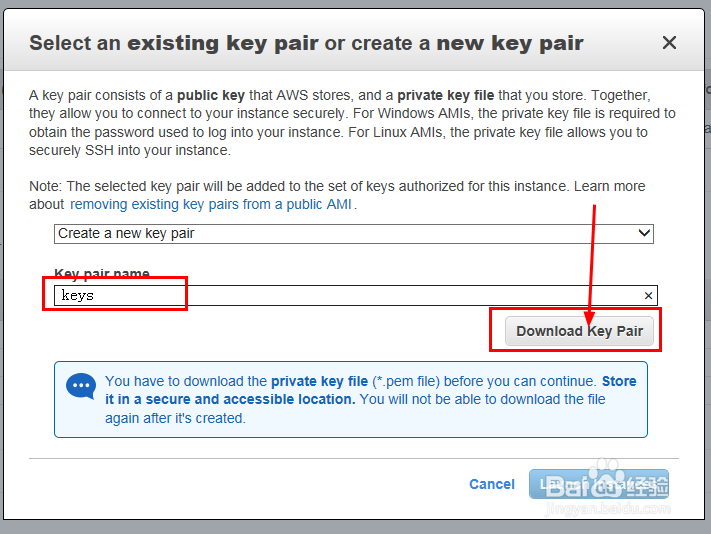 Select an existing key pair or create a new key pair
A key pair consists of a public key that AWS stores, and a private key file that you store. Together,
they allow you to connect to your instance securely. For Windows AMIs, the private key file is required to
obtain the password used to log into your instance. For Linux AMIs, the private key file allows you to
securely SSH into your instance.
Note: The selected key pair will be added to the set of keys authorized for this instance. Learn more
about removing existing key pairs from a public AMI.
Create a new key pair
Key pair name
keys
Download Key Pair
You have to download the private key file (*.pem file) before you can continue. Store
it in a secure and accessible location. You will not be able to download the file
again after it's created.
Cancel
Baidu经验
jingyan.baidu.com